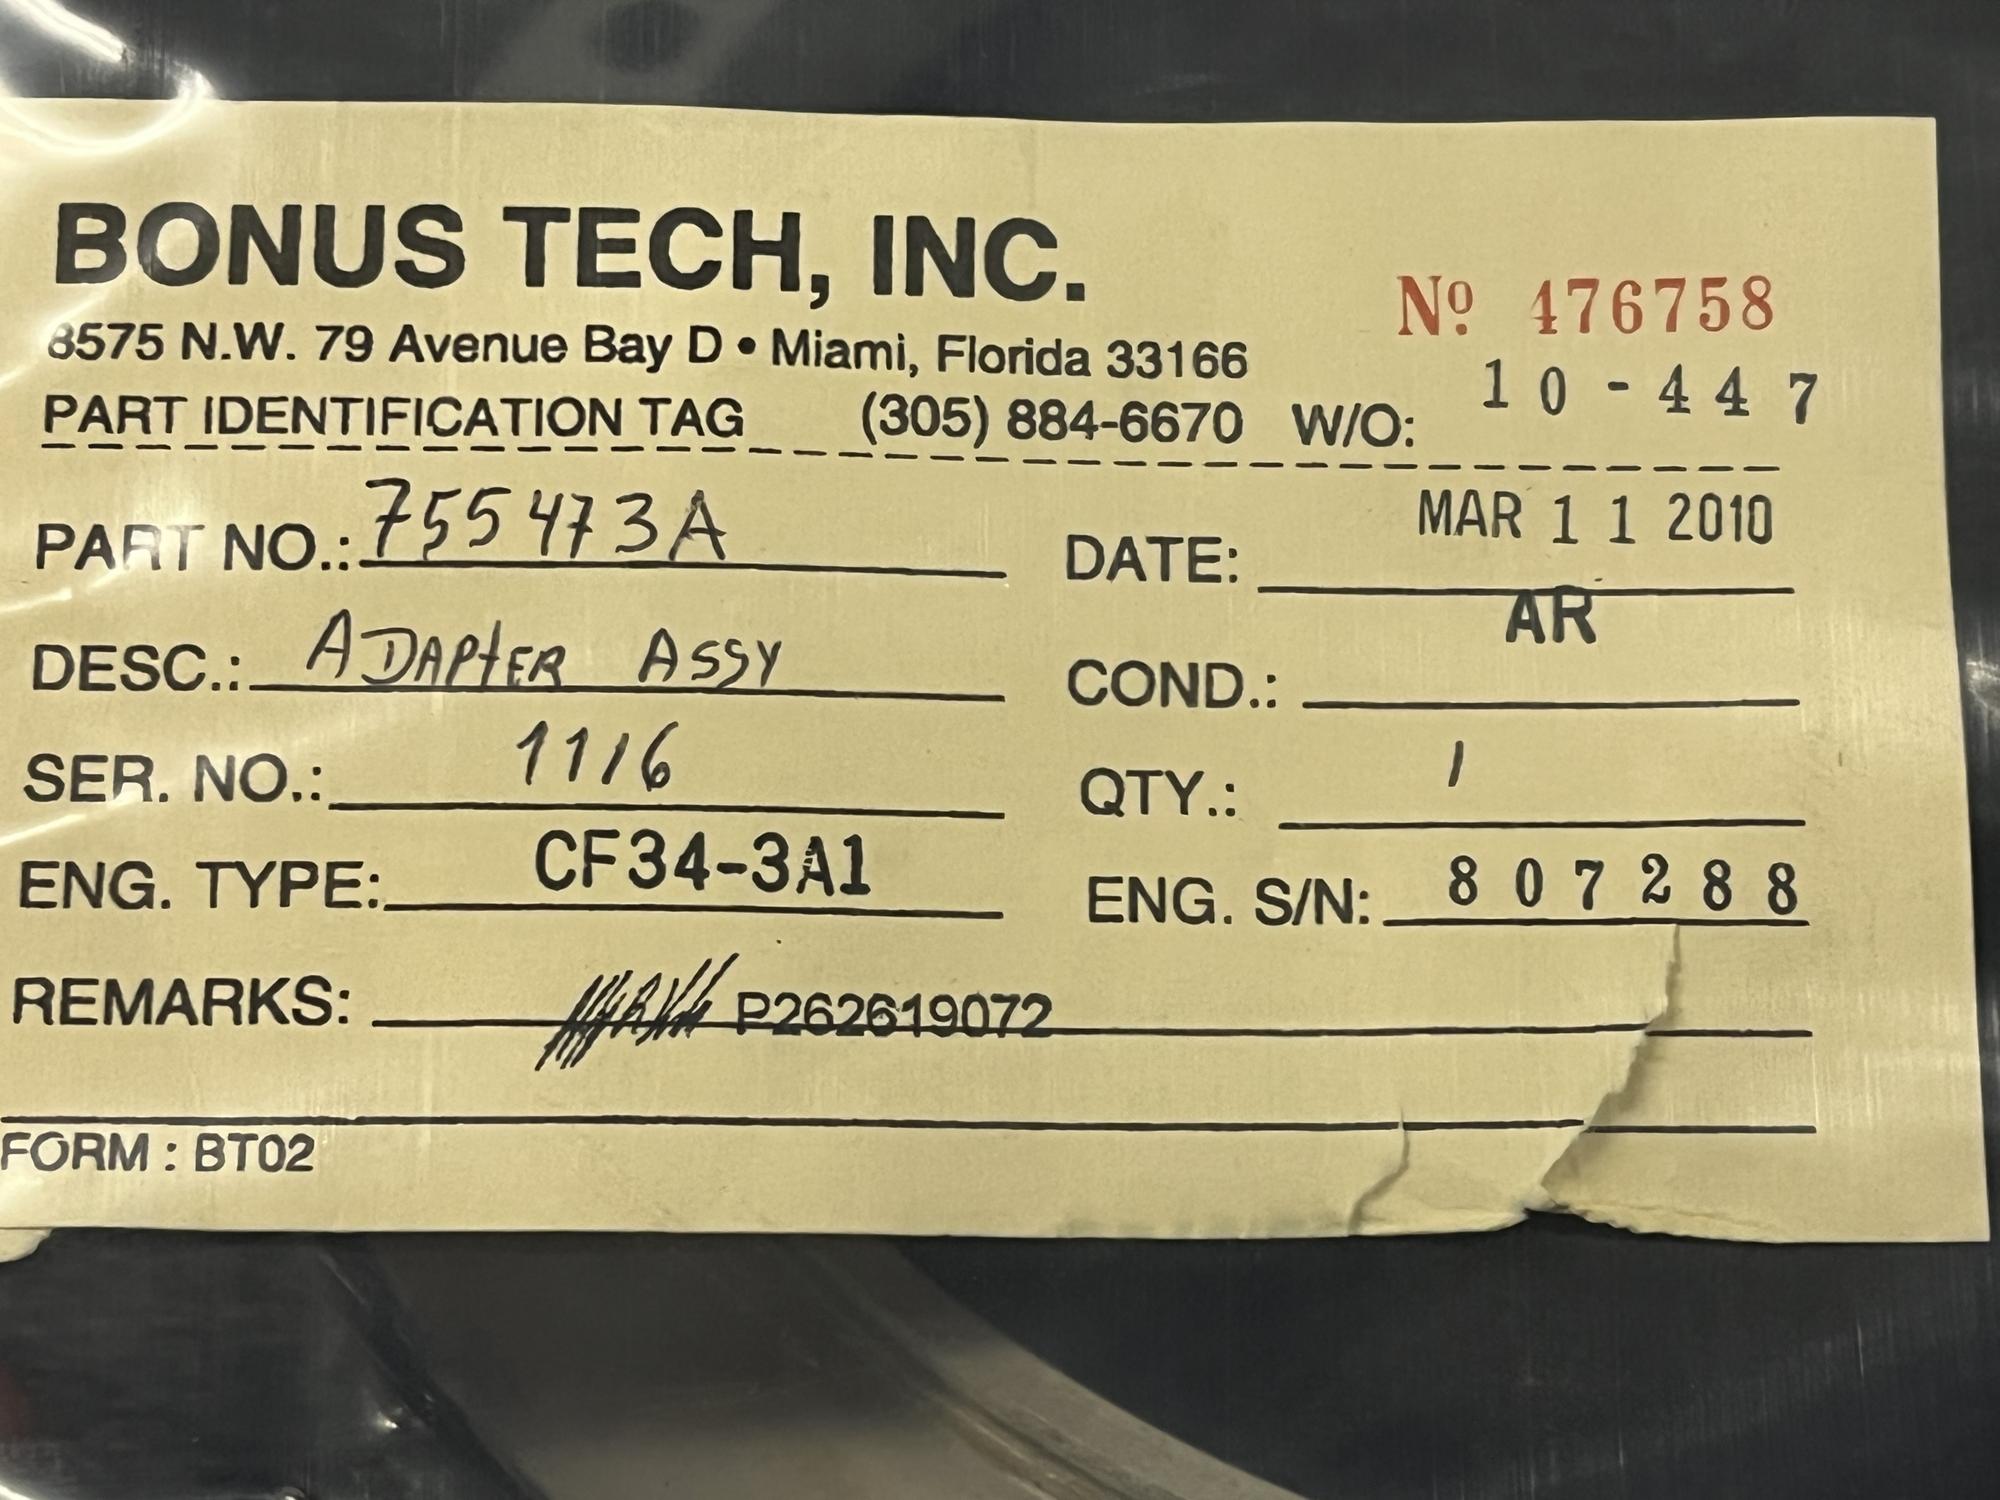 BONUS TECH, INC.
8575 N.W. 79 Avenue Bay D • Miami, Florida 33166
Nº 476758
PART IDENTIFICATION TAG (305) 884-6670 W/O: 10-447
PART NO.: 755473A DATE: MAR 11 2010
DESC.: ADAPTER ASSY COND.: AR
SER. NO.: 1116 QTY.: 1
ENG. TYPE: CF34-3A1 ENG. S/N: 807288
REMARKS: P262619072
FORM : BT02